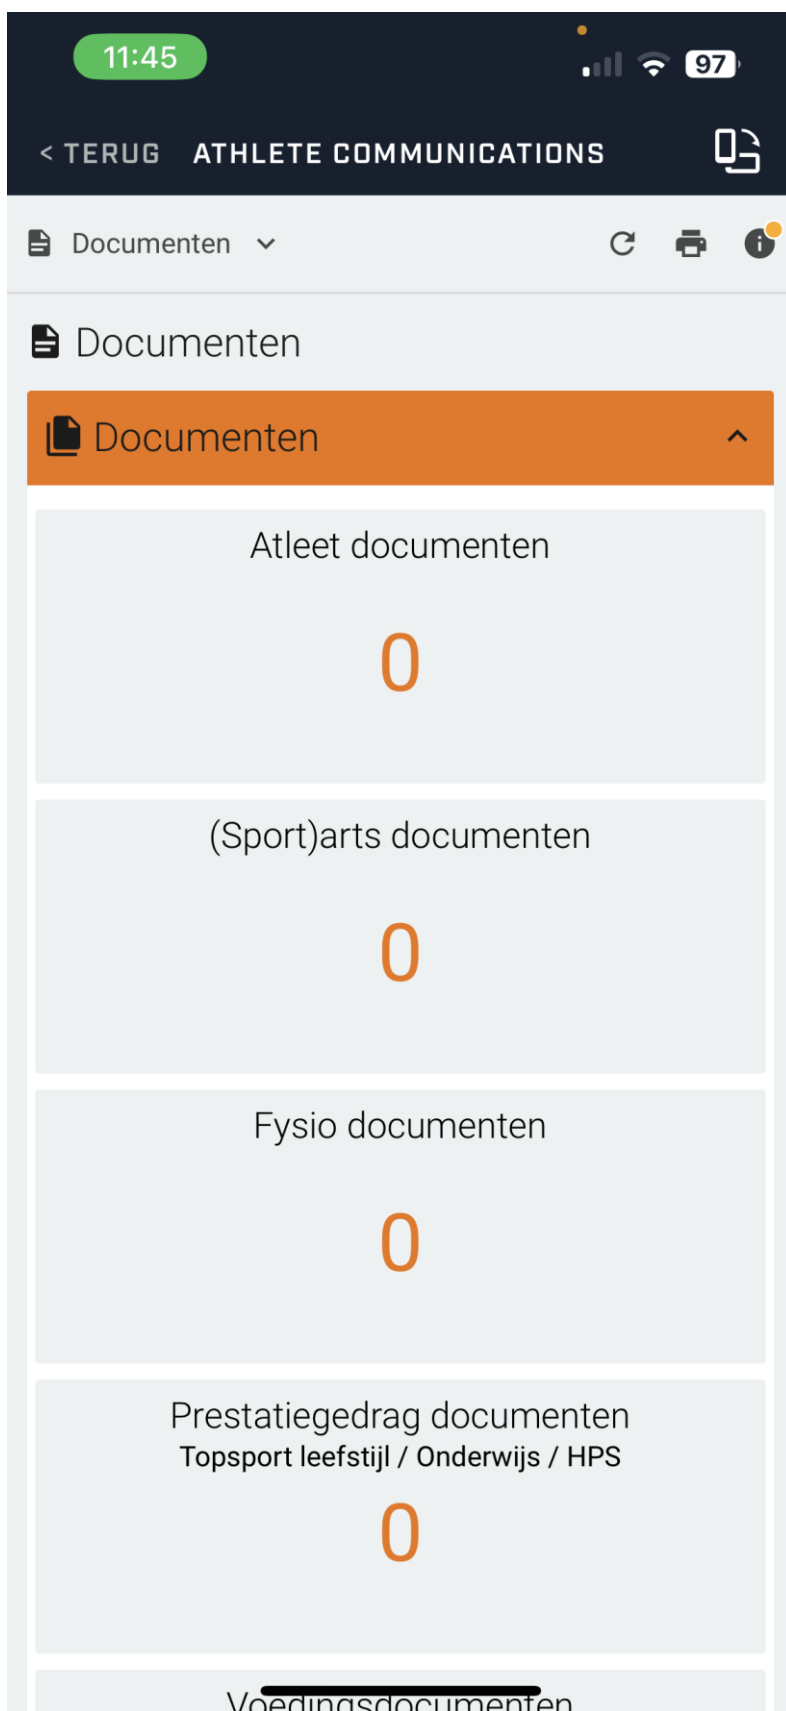 11:45
97
< TERUG ATHLETE COMMUNICATIONS
Documenten
Documenten
Documenten
Atleet documenten
0
(Sport)arts documenten
0
Fysio documenten
0
Prestatiegedrag documenten
Topsport leefstijl / Onderwijs / HPS
0
Voedingsdocumenten